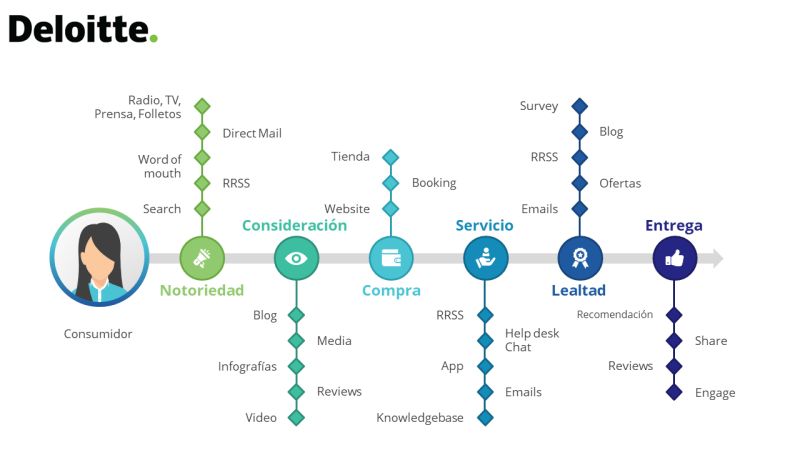 Deloitte.
Radio, TV,
Prensa, Folletos
Direct Mail
Word of
mouth
RRSS
Search
Notoriedad
Consideración
Blog
Media
Infografías
Reviews
Video
Tienda
Booking
Website
Compra
Servicio
RRSS
Help desk
Chat
App
Emails
Knowledgebase
Survey
Blog
RRSS
Ofertas
Emails
Lealtad
Entrega
Recomendación
Share
Reviews
Engage
Consumidor